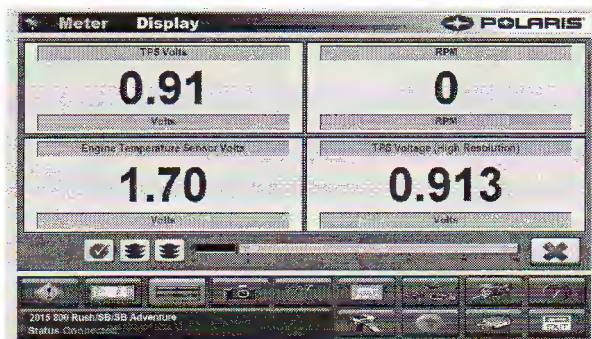 Meter Display
POLARIS
TPS Volts
0.91
Volts
RPM
0
RPM
Engine Temperature Sensor Volts
1.70
Volts
TPS Voltage (High Resolution)
0.913
Volts
2015 800 Rush/SB/SB Adventure
Status Connected
EXIT